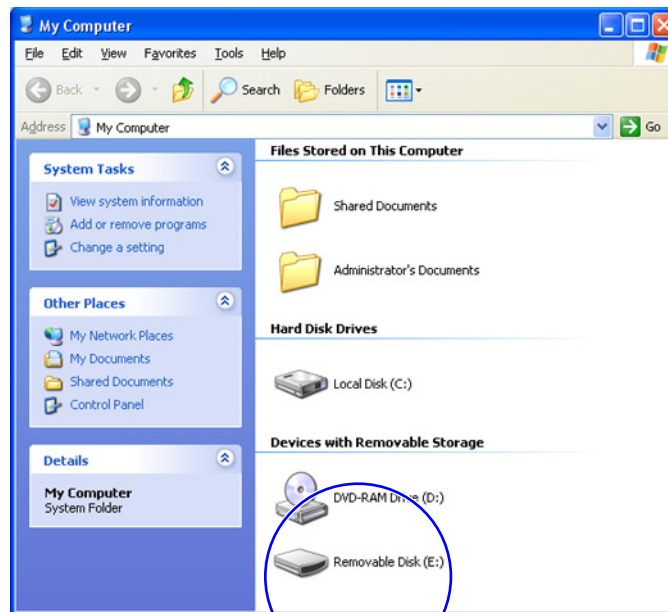 My Computer
File Edit View Favorites Tools Help
Back Search Folders
Address My Computer Go
System Tasks
View system information
Add or remove programs
Change a setting
Other Places
My Network Places
My Documents
Shared Documents
Control Panel
Details
My Computer
System Folder
Files Stored on This Computer
Shared Documents
Administrator's Documents
Hard Disk Drives
Local Disk (C:)
Devices with Removable Storage
DVD-RAM Drive (D:)
Removable Disk (E:)